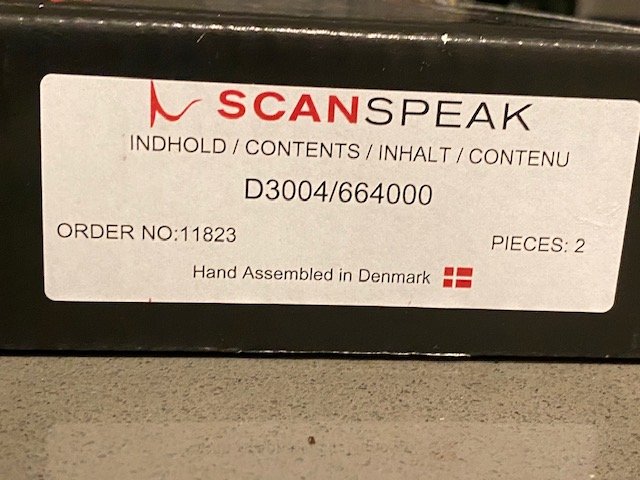 SCANSPEAK
INDHOLD / CONTENTS / INHALT / CONTENU
D3004/664000
ORDER NO:11823
PIECES: 2
Hand Assembled in Denmark